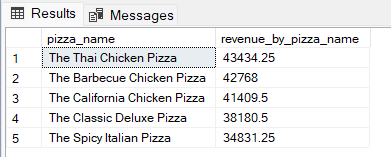 Results Messages
pizza_name revenue_by_pizza_name
1 The Thai Chicken Pizza 43434.25
2 The Barbecue Chicken Pizza 42768
3 The California Chicken Pizza 41409.5
4 The Classic Deluxe Pizza 38180.5
5 The Spicy Italian Pizza 34831.25